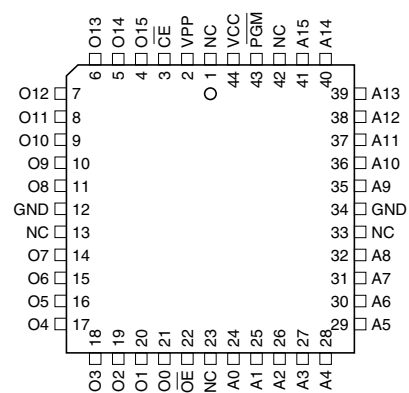 O13 O14 O15 C̅E̅ VPP NC VCC P̅G̅M̅ NC A15 A14
6 5 4 3 2 1 44 43 42 41 40
O12 7 39 A13
O11 8 38 A12
O10 9 37 A11
O9 10 36 A10
O8 11 35 A9
GND 12 34 GND
NC 13 33 NC
O7 14 32 A8
O6 15 31 A7
O5 16 30 A6
O4 17 29 A5
18 19 20 21 22 23 24 25 26 27 28
O3 O2 O1 O0 O̅E̅ NC A0 A1 A2 A3 A4